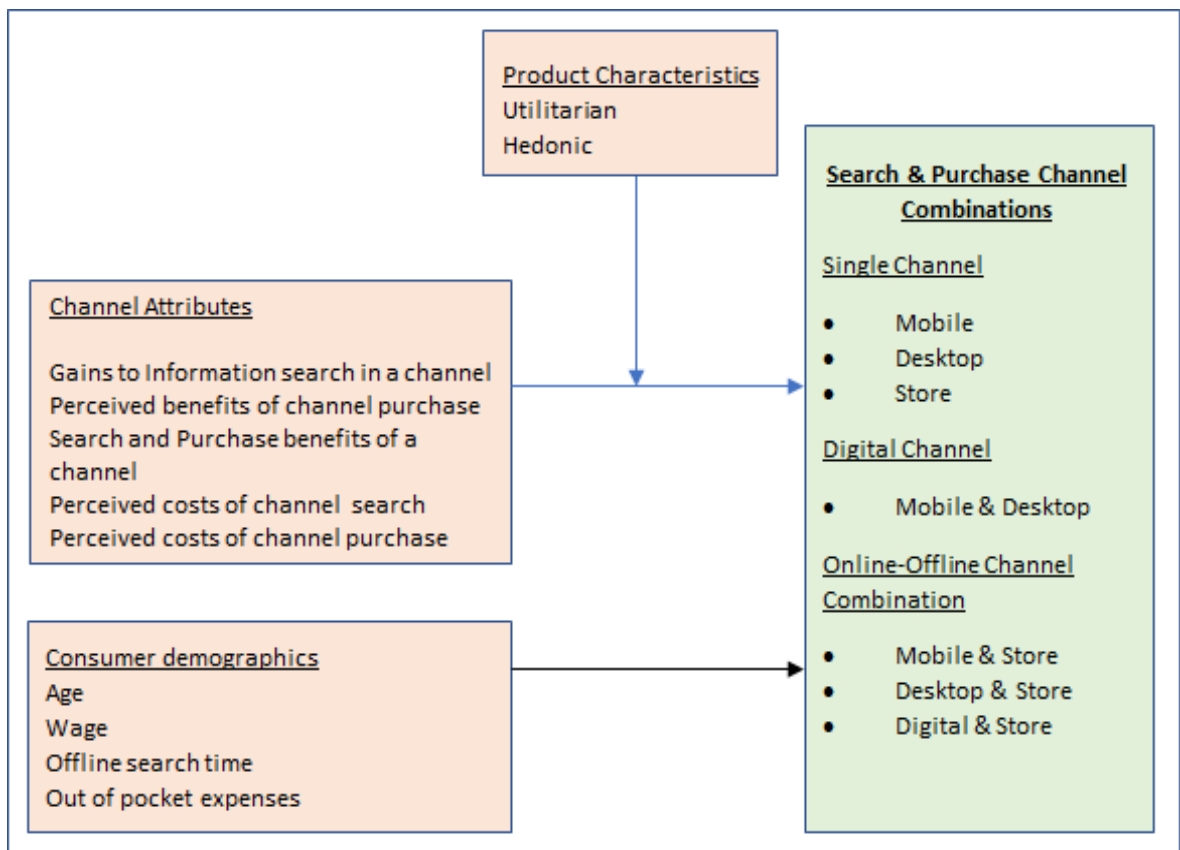 Product Characteristics
Utilitarian
Hedonic
Channel Attributes
Gains to Information search in a channel
Perceived benefits of channel purchase
Search and Purchase benefits of a
channel
Perceived costs of channel  search
Perceived costs of channel purchase
Consumer demographics
Age
Wage
Offline search time
Out of pocket expenses
Search & Purchase Channel
Combinations
Single Channel
• Mobile
• Desktop
• Store
Digital Channel
• Mobile & Desktop
Online-Offline Channel
Combination
• Mobile & Store
• Desktop & Store
• Digital & Store